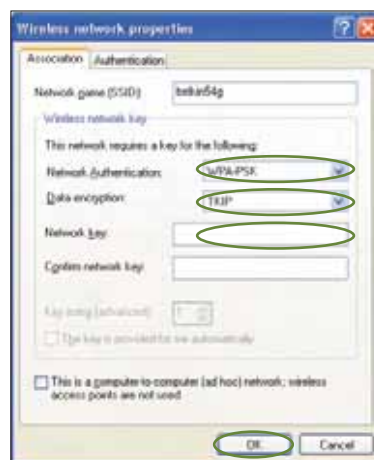 Wireless network properties
Association
Authentication
Network name (SSID):
belkin54g
Wireless network key
This network requires a key for the following:
Network Authentication:
WPA-PSK
Data encryption:
TKIP
Network key:
Confirm network key:
Key index (advanced):
1
The key is provided for me automatically
This is a computer-to-computer (ad hoc) network; wireless
access points are not used
OK
Cancel